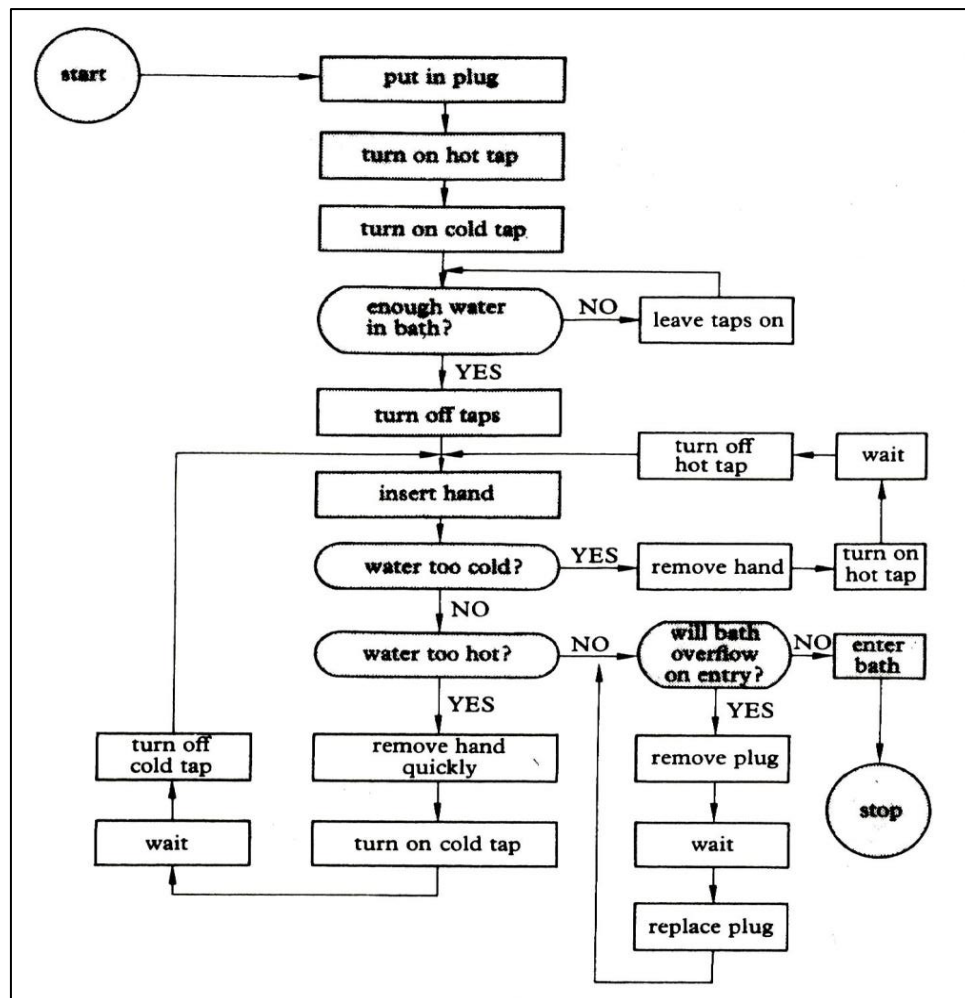 start
put in plug
turn on hot tap
turn on cold tap
enough water
in bath?
NO
leave taps on
YES
turn off taps
turn off
hot tap
wait
insert hand
water too cold?
YES
remove hand
turn on
hot tap
NO
water too hot?
NO
will bath
overflow
on entry?
NO
enter
bath
YES
YES
turn off
cold tap
remove hand
quickly
remove plug
stop
wait
turn on cold tap
wait
replace plug